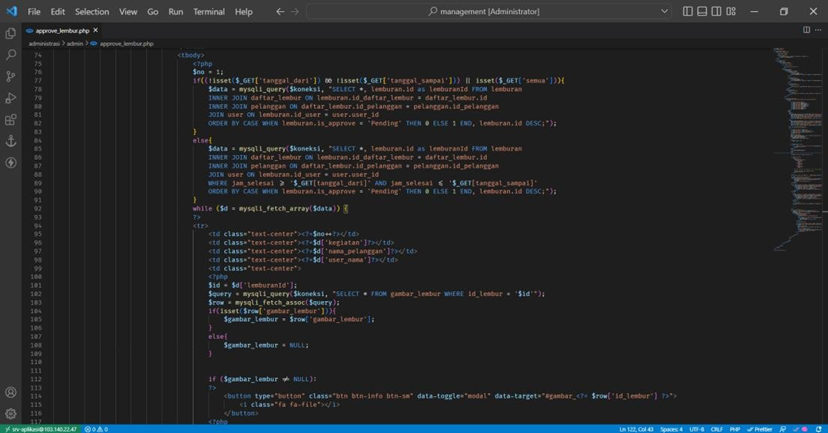 File Edit Selection View Go Run Terminal Help
management [Administrator]
approve_lembur.php
administrasi > admin > approve_lembur.php
74 <tbody>
75 <?php
76 $no = 1;
77 if((!isset($_GET['tanggal_dari']) && !isset($_GET['tanggal_sampai'])) || isset($_GET['semua'])){
78 $data = mysqli_query($koneksi, "SELECT *, lemburan.id as lemburanId FROM lemburan
79 INNER JOIN daftar_lembur ON lemburan.id_daftar_lembur = daftar_lembur.id
80 INNER JOIN pelanggan ON daftar_lembur.id_pelanggan = pelanggan.id_pelanggan
81 JOIN user ON lemburan.id_user = user.user_id
82 ORDER BY CASE WHEN lemburan.is_approve = 'Pending' THEN 0 ELSE 1 END, lemburan.id DESC;");
83 }
84 else{
85 $data = mysqli_query($koneksi, "SELECT *, lemburan.id as lemburanId FROM lemburan
86 INNER JOIN daftar_lembur ON lemburan.id_daftar_lembur = daftar_lembur.id
87 INNER JOIN pelanggan ON daftar_lembur.id_pelanggan = pelanggan.id_pelanggan
88 JOIN user ON lemburan.id_user = user.user_id
89 WHERE jam_selesai >= '$_GET[tanggal_dari]' AND jam_selesai <= '$_GET[tanggal_sampai]'
90 ORDER BY CASE WHEN lemburan.is_approve = 'Pending' THEN 0 ELSE 1 END, lemburan.id DESC;");
91 }
92 while ($d = mysqli_fetch_array($data)) {
93 ?>
94 <tr>
95 <td class="text-center"><?=$no++?></td>
96 <td class="text-center"><?=$d['kegiatan']?></td>
97 <td class="text-center"><?=$d['nama_pelanggan']?></td>
98 <td class="text-center"><?=$d['user_nama']?></td>
99 <td class="text-center">
100 <?php
101 $id = $d['lemburanId'];
102 $query = mysqli_query($koneksi, "SELECT * FROM gambar_lembur WHERE id_lembur = '$id'");
103 $row = mysqli_fetch_assoc($query);
104 if(isset($row['gambar_lembur'])){
105 $gambar_lembur = $row['gambar_lembur'];
106 }
107 else{
108 $gambar_lembur = NULL;
109 }
110
111
112 if ($gambar_lembur != NULL):
113 ?>
114 <button type="button" class="btn btn-info btn-sm" data-toggle="modal" data-target="#gambar_<?= $row['id_lembur'] ?>">
115 <i class="fa fa-file"></i>
116 </button>
117 <?php
srv-aplikasi@103.140.22.47 0 0 Ln 122, Col 43 Spaces: 4 UTF-8 CRLF PHP Prettier